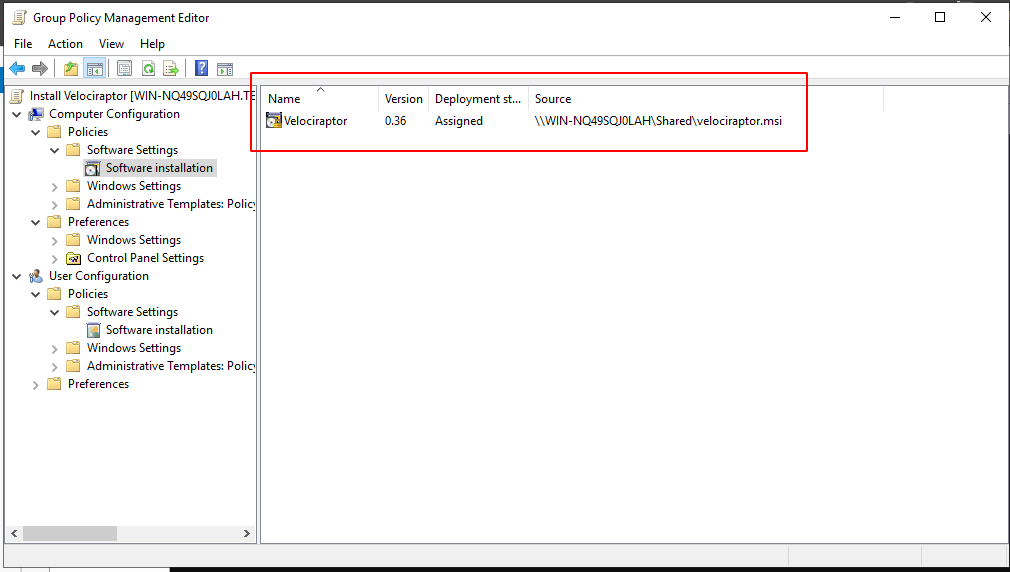 Group Policy Management Editor
File Action View Help
Install Velociraptor [WIN-NQ49SQJ0LAH.TE
Computer Configuration
Policies
Software Settings
Software installation
Windows Settings
Administrative Templates: Policy
Preferences
Windows Settings
Control Panel Settings
User Configuration
Policies
Software Settings
Software installation
Windows Settings
Administrative Templates: Policy
Preferences
Name Version Deployment st... Source
Velociraptor 0.36 Assigned \\WIN-NQ49SQJ0LAH\Shared\velociraptor.msi